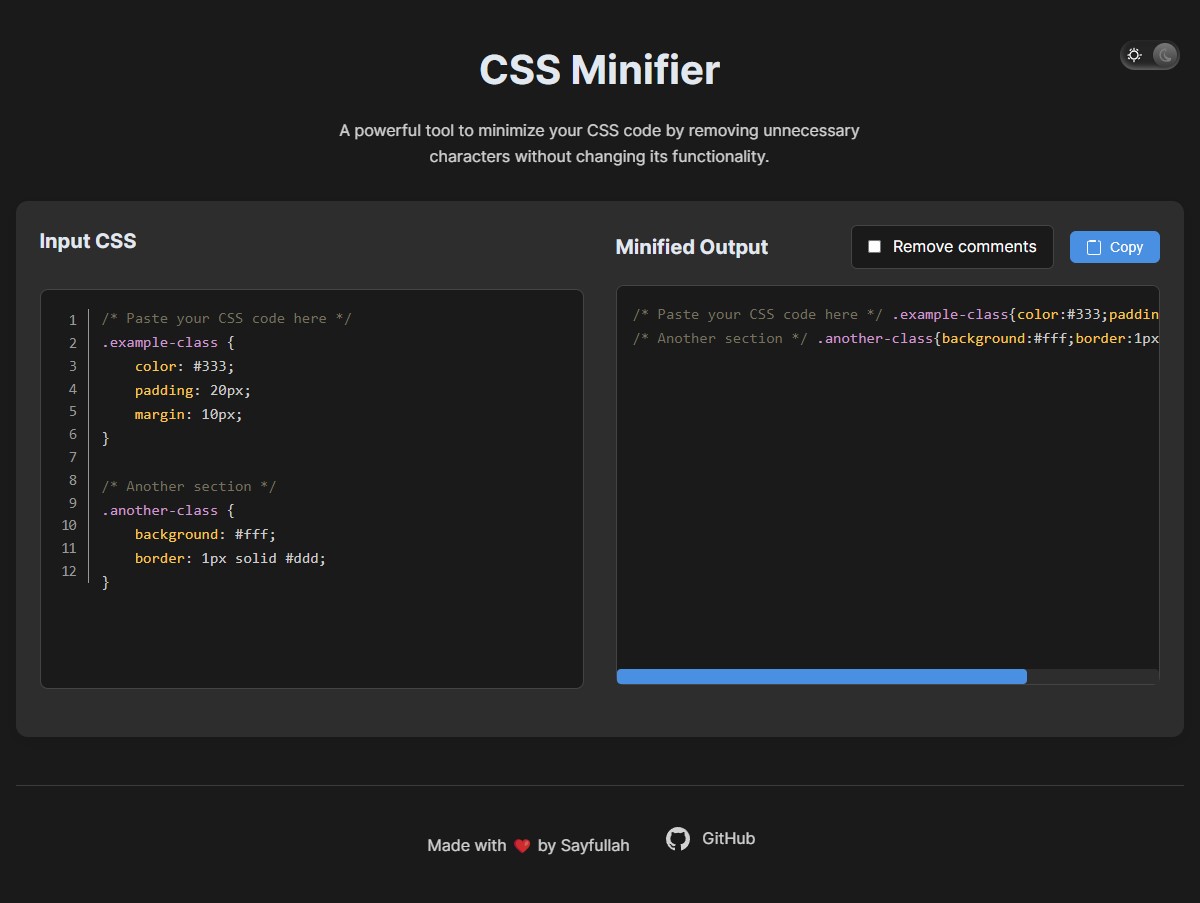 CSS Minifier
A powerful tool to minimize your CSS code by removing unnecessary
characters without changing its functionality.
Input CSS
1 /* Paste your CSS code here */
2 .example-class {
3     color: #333;
4     padding: 20px;
5     margin: 10px;
6 }
7
8 /* Another section */
9 .another-class {
10     background: #fff;
11     border: 1px solid #ddd;
12 }
Minified Output
Remove comments
Copy
/* Paste your CSS code here */ .example-class{color:#333;paddin
/* Another section */ .another-class{background:#fff;border:1px
Made with ❤️ by Sayfullah
GitHub